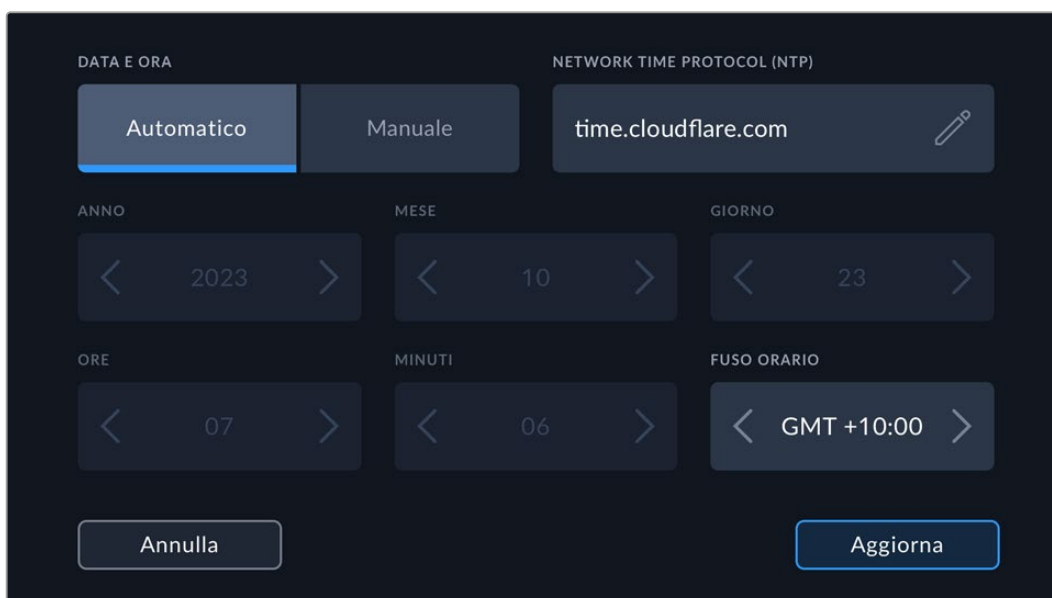 DATA E ORA
NETWORK TIME PROTOCOL (NTP)
Automatico
Manuale
time.cloudflare.com
ANNO
MESE
GIORNO
2023
10
23
ORE
MINUTI
FUSO ORARIO
07
06
GMT +10:00
Annulla
Aggiorna